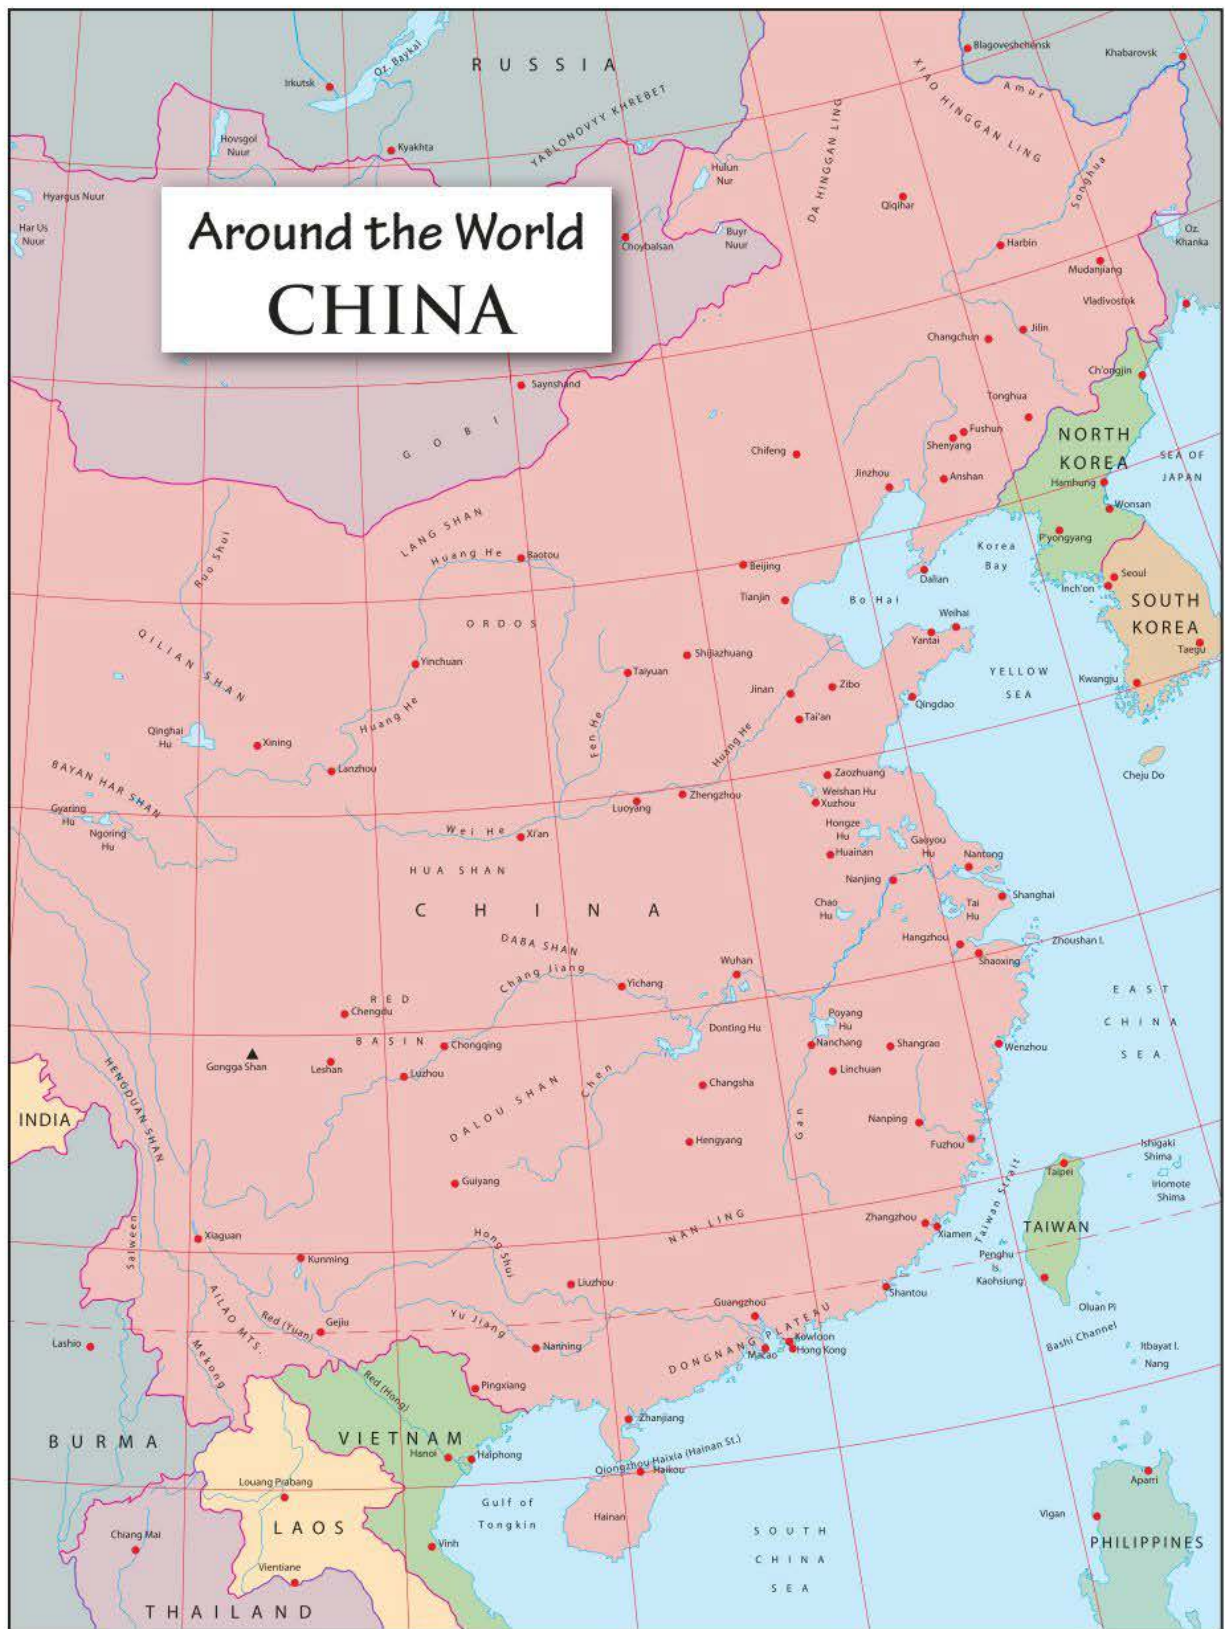 Around the World
CHINA
RUSSIA
Irkutsk
Oz. Baykal
Blagoveshchensk
Khabarovsk
XIAO HINGGAN LING
Amur
YABLONOVYY KHREBET
DA HINGGAN LING
Hovsgol
Nuur
Kyakhta
Hulun
Nur
Songhua
Hyargus Nuur
Qiqihar
Har Us
Nuur
Choybalsan
Buyr
Nuur
Harbin
Oz.
Khanka
Mudanjiang
Vladivostok
Changchun
Jilin
Ch'ongjin
Saynshand
Tonghua
GOBI
Fushun
Shenyang
NORTH
KOREA
SEA OF
JAPAN
Chifeng
Jinzhou
Anshan
Hamhung
Wonsan
LANG SHAN
Ruo Shui
Huang He
Baotou
Beijing
P'yongyang
Korea
Bay
Dalian
Seoul
Inch'on
SOUTH
KOREA
Tianjin
Bo Hai
Weihai
Yantai
ORDOS
QILIAN SHAN
Yinchuan
Shijiazhuang
Taiyuan
Taegu
YELLOW
SEA
Kwangju
Jinan
Zibo
Qingdao
Tai'an
Huang He
Fen He
Huang He
Qinghai
Hu
Xining
Lanzhou
Cheju Do
BAYAN HAR SHAN
Zaozhuang
Weishan Hu
Xuzhou
Luoyang
Zhengzhou
Gyaring
Hu
Ngoring
Hu
Wei He
Xi'an
Hongze
Hu
Gaoyou
Hu
Huainan
Nantong
HUA SHAN
Nanjing
Shanghai
CHINA
Chao
Hu
Tai
Hu
DABA SHAN
Hangzhou
Zhoushan I.
Shaoxing
Chang Jiang
Wuhan
Yichang
EAST
CHINA
SEA
RED
BASIN
Chengdu
Poyang
Hu
Donting Hu
Chongqing
Nanchang
Shangrao
Wenzhou
Gongga Shan
Leshan
Luzhou
Linchuan
HENGDUAN SHAN
Changsha
DALOU SHAN
Chen
INDIA
Gan
Nanping
Hengyang
Fuzhou
Ishigaki
Shima
Taipei
Iriomote
Shima
Guiyang
Salween
NAN LING
Zhangzhou
Xiamen
Taiwan Strait
TAIWAN
Xiaguan
Kunming
Hong Shui
Penghu
Is.
Kaohsiung
Liuzhou
Shantou
AILAO MTS.
Red (Yuan)
Gejiu
Yu Jiang
Guangzhou
DONGNANG PLATEAU
Oluan Pi
Bashi Channel
Lashio
Nanning
Kowloon
Macao
Hong Kong
Itbayat I.
Nang
Mekong
Pingxiang
Red (Hong)
Zhanjiang
BURMA
VIETNAM
Hanoi
Haiphong
Qiongzhou Haixia (Hainan St.)
Haikou
Aparri
Louang Prabang
Gulf of
Tongkin
Hainan
Vigan
LAOS
Chiang Mai
SOUTH
CHINA
SEA
PHILIPPINES
Vinh
Vientiane
THAILAND